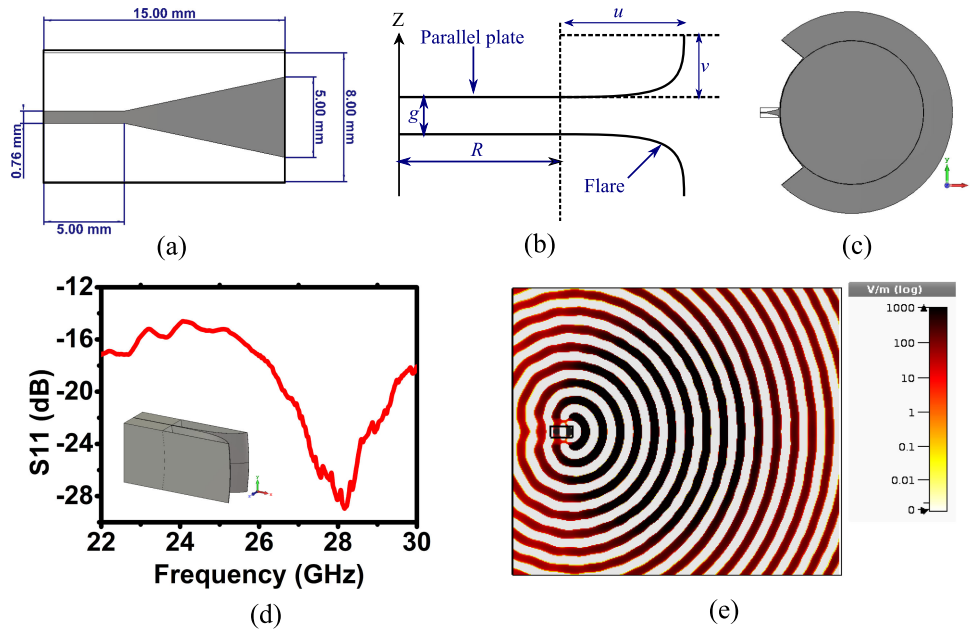 15.00 mm
0.76 mm
5.00 mm
8.00 mm
5.00 mm
(a)
Z
u
Parallel plate
v
g
R
Flare
(b)
y
(c)
S11 (dB)
-12
-16
-20
-24
-28
22
24
26
28
30
Frequency (GHz)
(d)
V/m (log)
1000
100
10
1
0.1
0.01
0
(e)